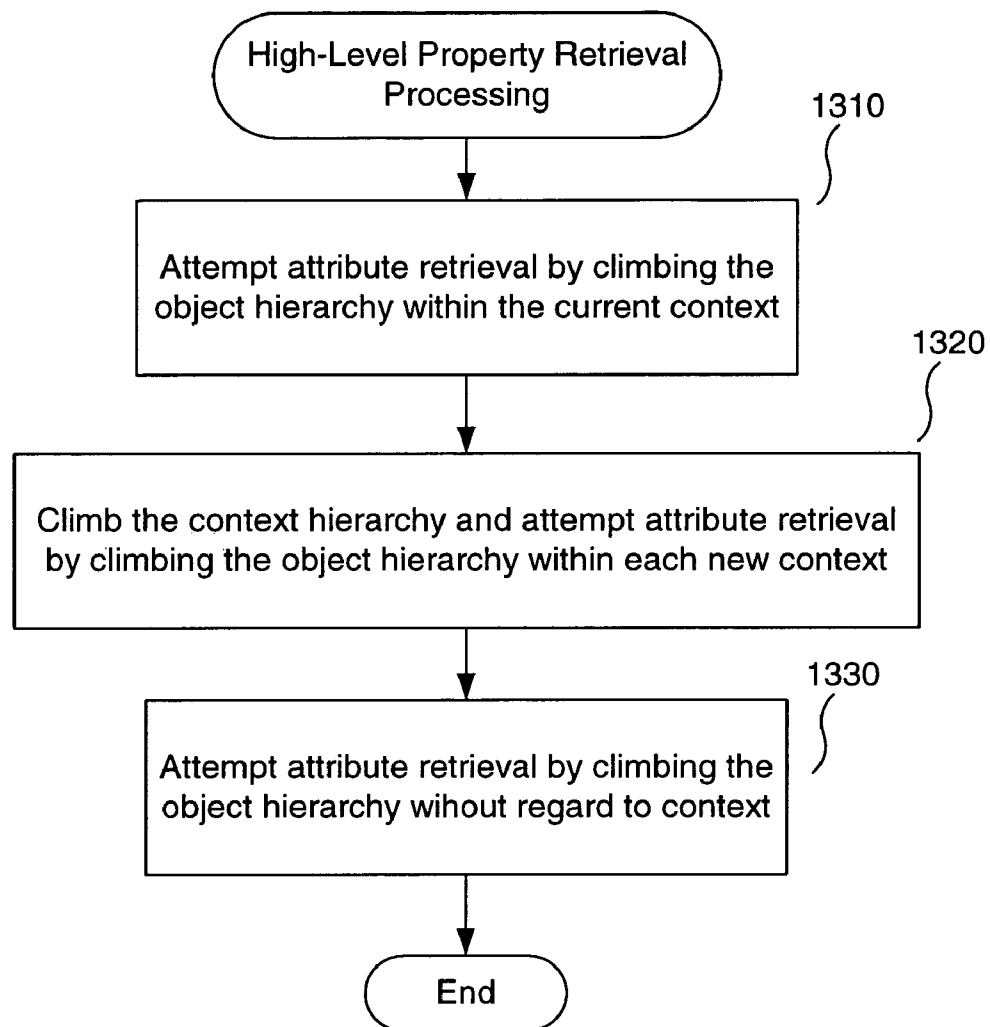 High-Level Property Retrieval
Processing
1310
Attempt attribute retrieval by climbing the
object hierarchy within the current context
1320
Climb the context hierarchy and attempt attribute retrieval
by climbing the object hierarchy within each new context
1330
Attempt attribute retrieval by climbing the
object hierarchy wihout regard to context
End